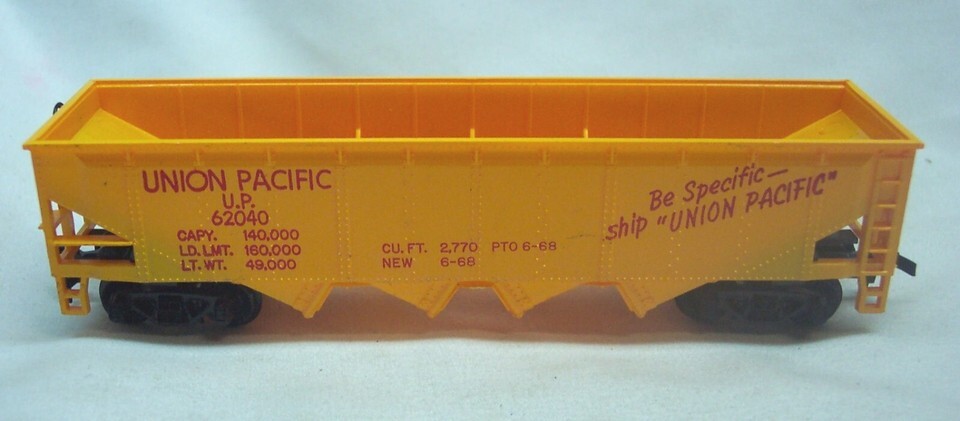 UNION PACIFIC
U.P.
62040
CAPY. 140,000
LD. LMT. 160,000
LT. WT. 49,000
CU. FT. 2,770 PTO 6-68
NEW 6-68
Be Specific—
ship "UNION PACIFIC"